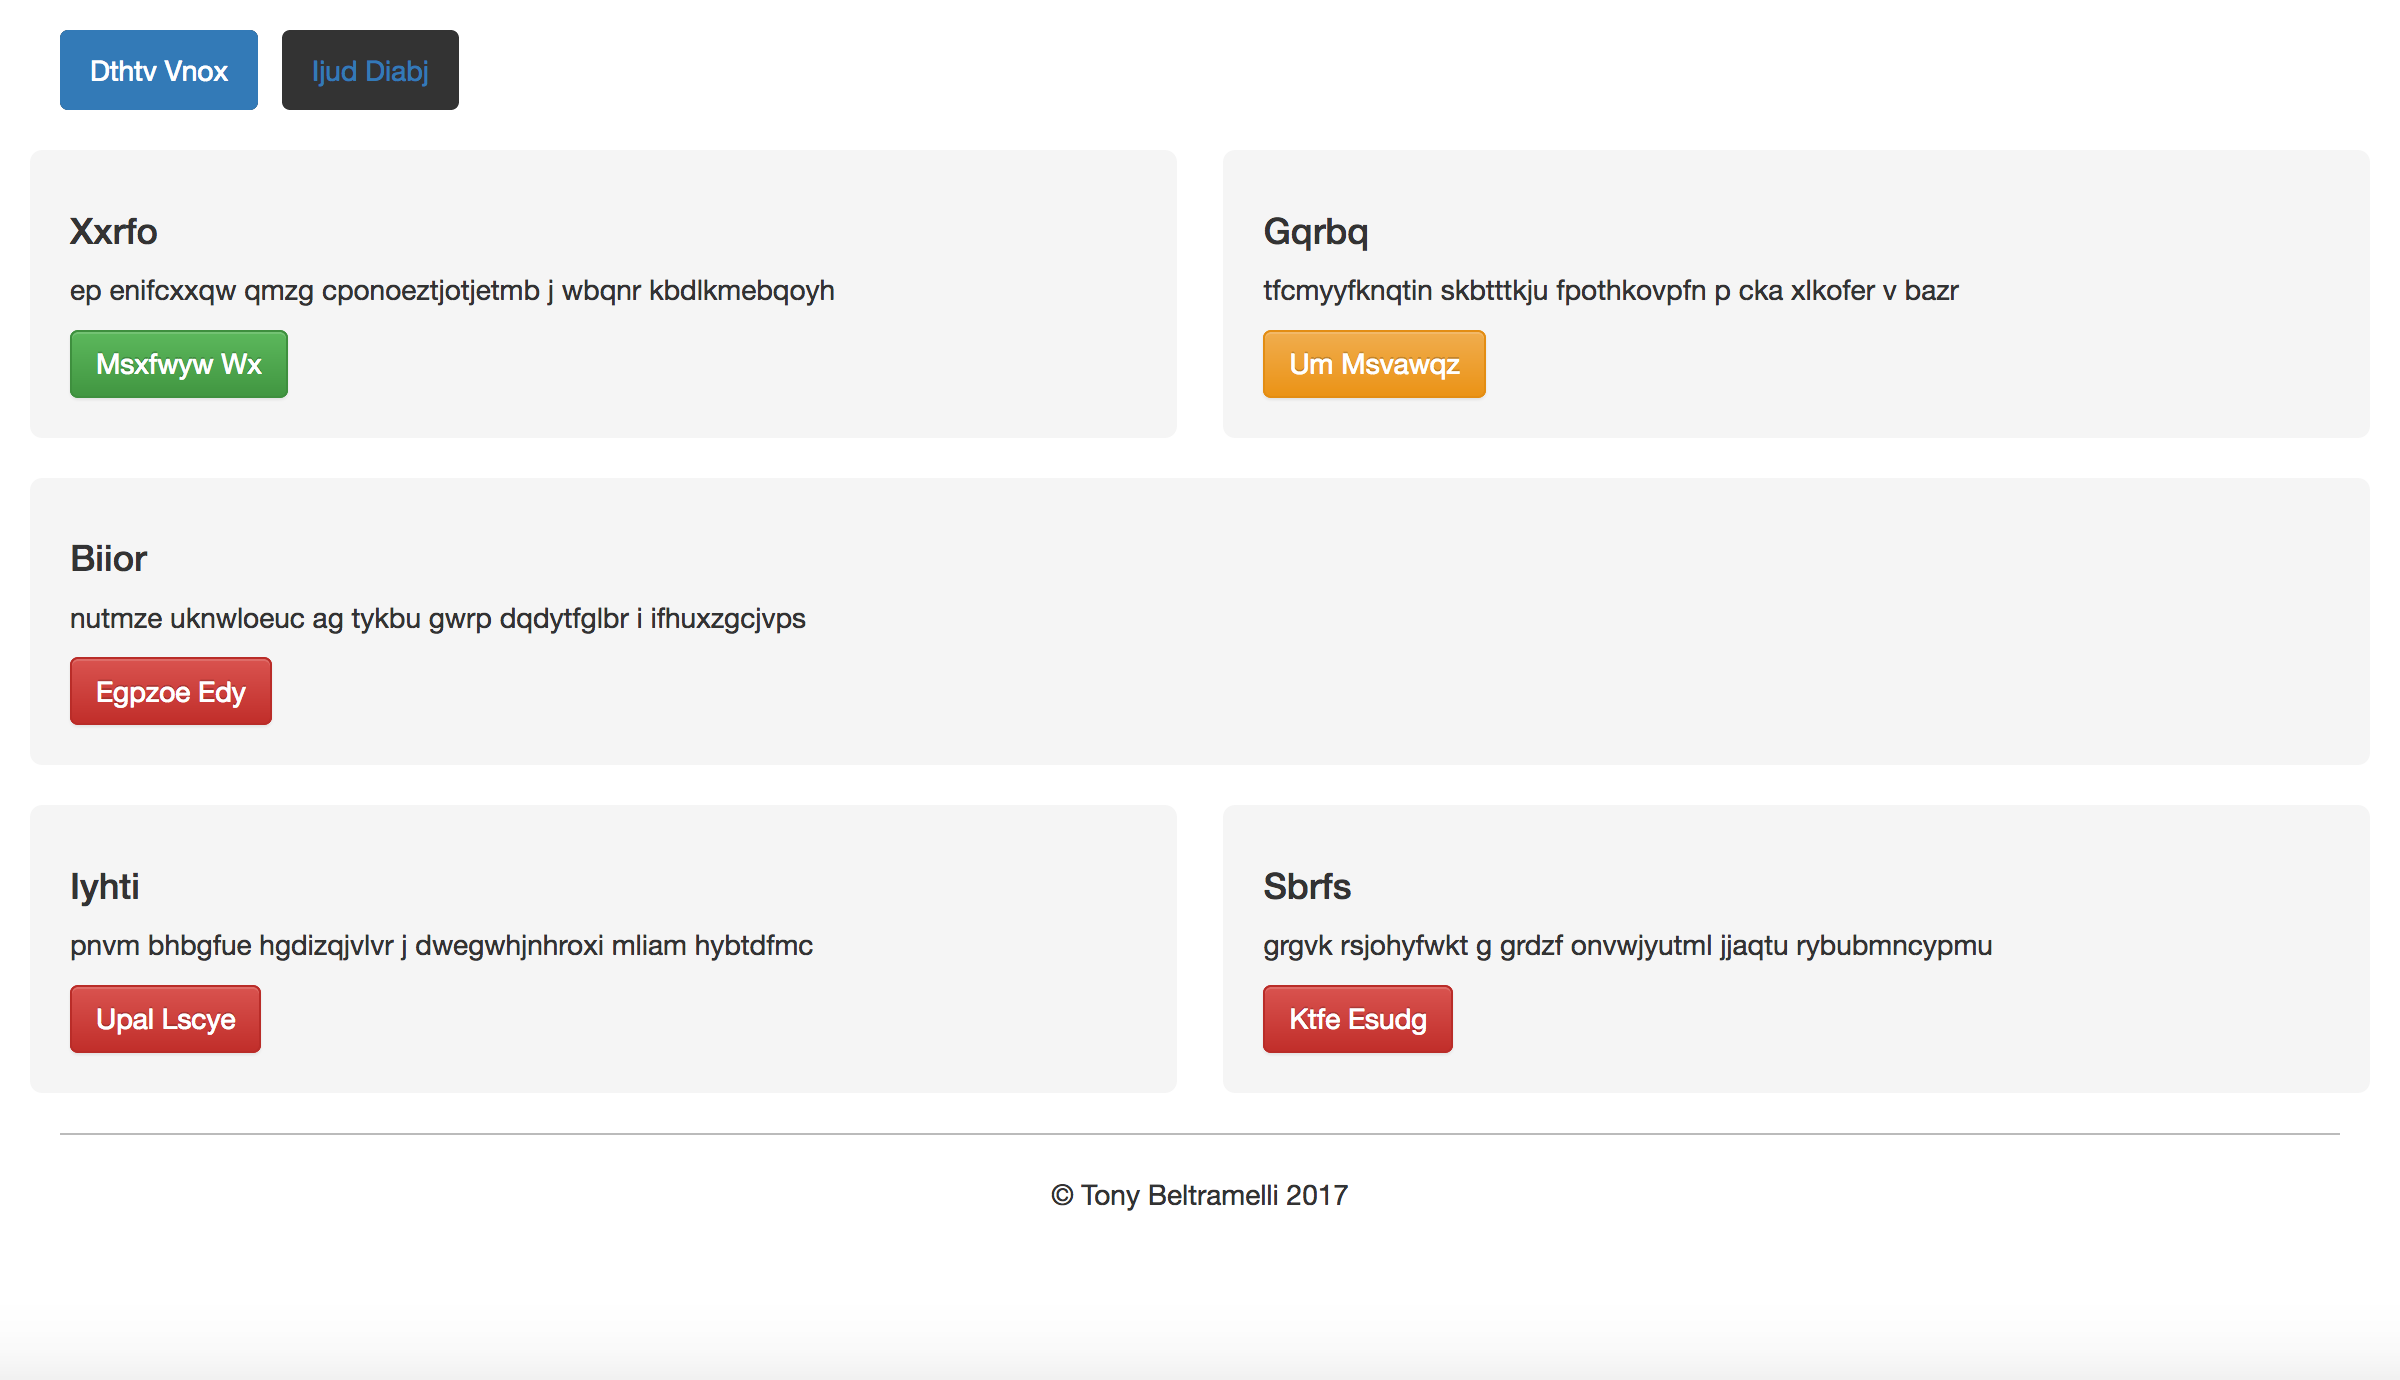 Dthtv Vnox
Ijud Diabj
Xxrfo
ep enifcxxqw qmzg cponoeztjotjetmb j wbqnr kbdlkmebqoyh
Msxfwyw Wx
Gqrbq
tfcmyyfknqtin skbtttkju fpothkovpfn p cka xlkofer v bazr
Um Msvawqz
Biior
nutmze uknwloeuc ag tykbu gwrp dqdytfglbr i ifhuxzgcjvps
Egpzoe Edy
Iyhti
pnvm bhbgfue hgdizqjvlvr j dwegwhjnhroxi mliam hybtdfmc
Upal Lscye
Sbrfs
grgvk rsjohyfwkt g grdzf onvwjyutml jjaqtu rybubmncypmu
Ktfe Esudg
© Tony Beltramelli 2017